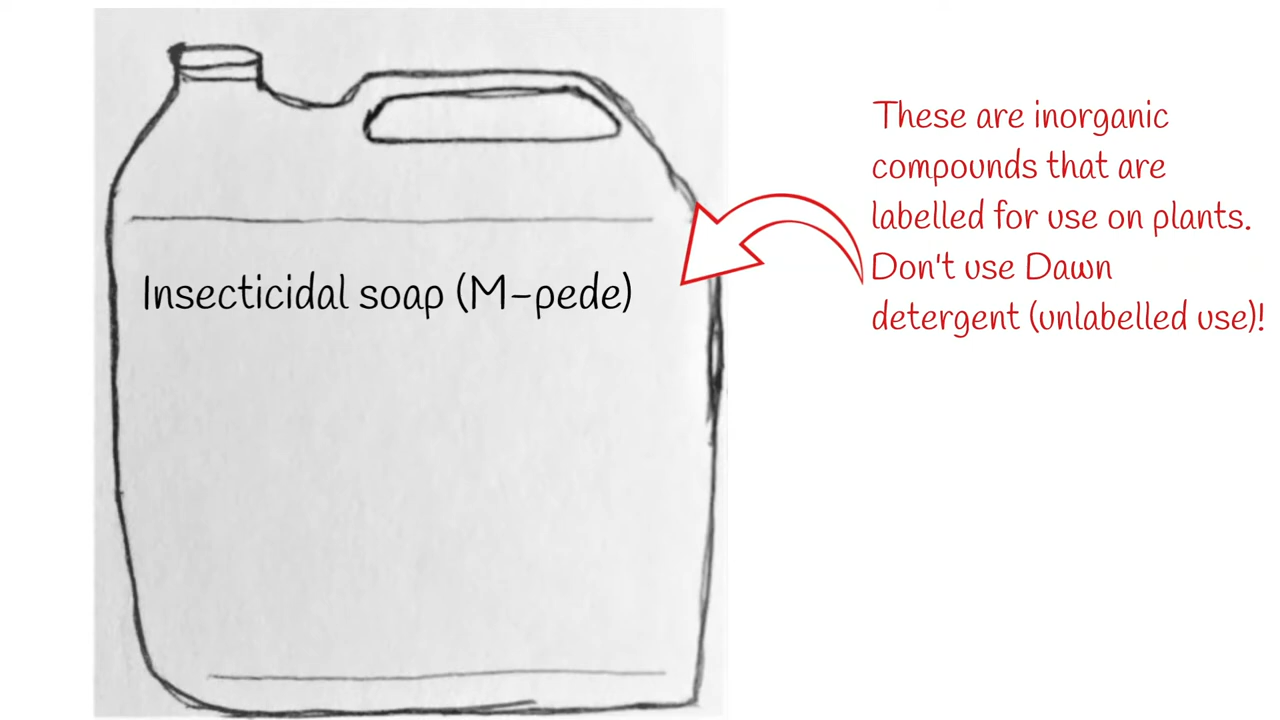 These are inorganic
compounds that are
labelled for use on plants.
Don't use Dawn
detergent (unlabelled use)!
Insecticidal soap (M-pede)